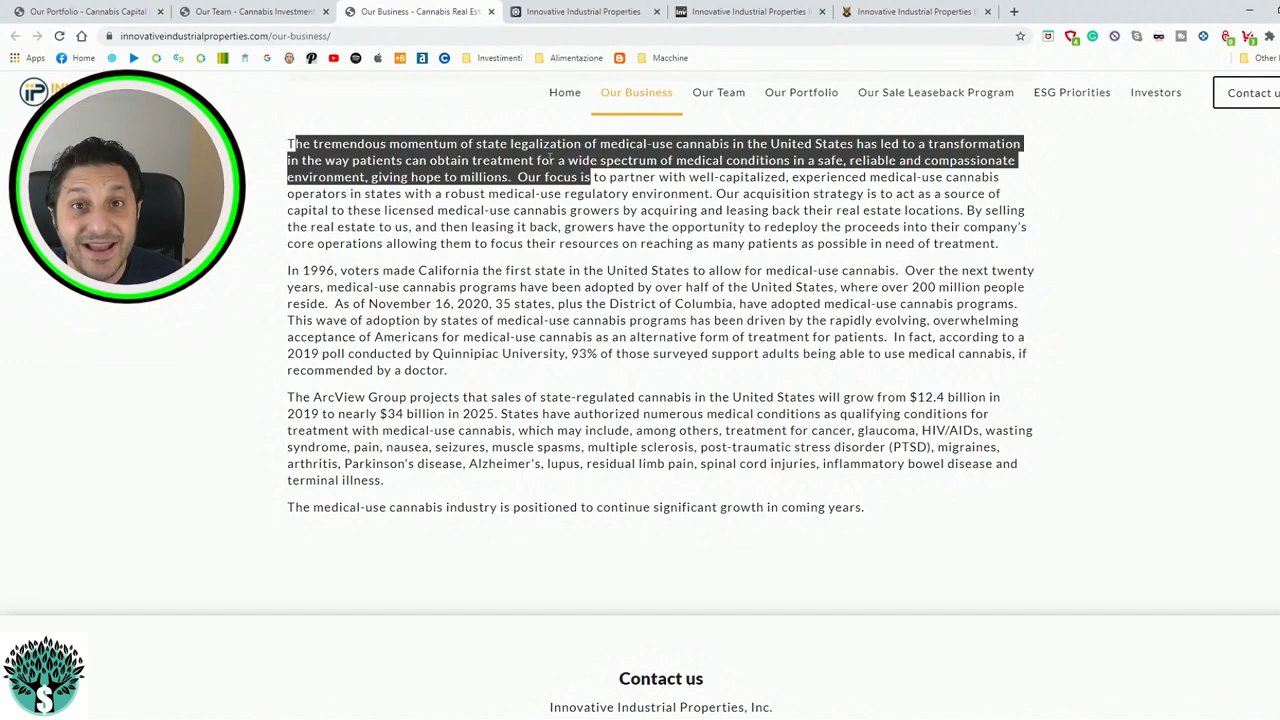 Our Portfolio - Cannabis Capital
Our Team - Cannabis Investment
Our Business - Cannabis Real Est
Innovative Industrial Properties
Innovative Industrial Properties
Innovative Industrial Properties
innovativeindustrialproperties.com/our-business/
Apps
Home
Investimenti
Alimentazione
Macchine
Other
IP
Home
Our Business
Our Team
Our Portfolio
Our Sale Leaseback Program
ESG Priorities
Investors
Contact u
The tremendous momentum of state legalization of medical-use cannabis in the United States has led to a transformation
in the way patients can obtain treatment for a wide spectrum of medical conditions in a safe, reliable and compassionate
environment, giving hope to millions. Our focus is to partner with well-capitalized, experienced medical-use cannabis
operators in states with a robust medical-use regulatory environment. Our acquisition strategy is to act as a source of
capital to these licensed medical-use cannabis growers by acquiring and leasing back their real estate locations. By selling
the real estate to us, and then leasing it back, growers have the opportunity to redeploy the proceeds into their company's
core operations allowing them to focus their resources on reaching as many patients as possible in need of treatment.
In 1996, voters made California the first state in the United States to allow for medical-use cannabis. Over the next twenty
years, medical-use cannabis programs have been adopted by over half of the United States, where over 200 million people
reside. As of November 16, 2020, 35 states, plus the District of Columbia, have adopted medical-use cannabis programs.
This wave of adoption by states of medical-use cannabis programs has been driven by the rapidly evolving, overwhelming
acceptance of Americans for medical-use cannabis as an alternative form of treatment for patients. In fact, according to a
2019 poll conducted by Quinnipiac University, 93% of those surveyed support adults being able to use medical cannabis, if
recommended by a doctor.
The ArcView Group projects that sales of state-regulated cannabis in the United States will grow from $12.4 billion in
2019 to nearly $34 billion in 2025. States have authorized numerous medical conditions as qualifying conditions for
treatment with medical-use cannabis, which may include, among others, treatment for cancer, glaucoma, HIV/AIDs, wasting
syndrome, pain, nausea, seizures, muscle spasms, multiple sclerosis, post-traumatic stress disorder (PTSD), migraines,
arthritis, Parkinson's disease, Alzheimer's, lupus, residual limb pain, spinal cord injuries, inflammatory bowel disease and
terminal illness.
The medical-use cannabis industry is positioned to continue significant growth in coming years.
$
Contact us
Innovative Industrial Properties, Inc.